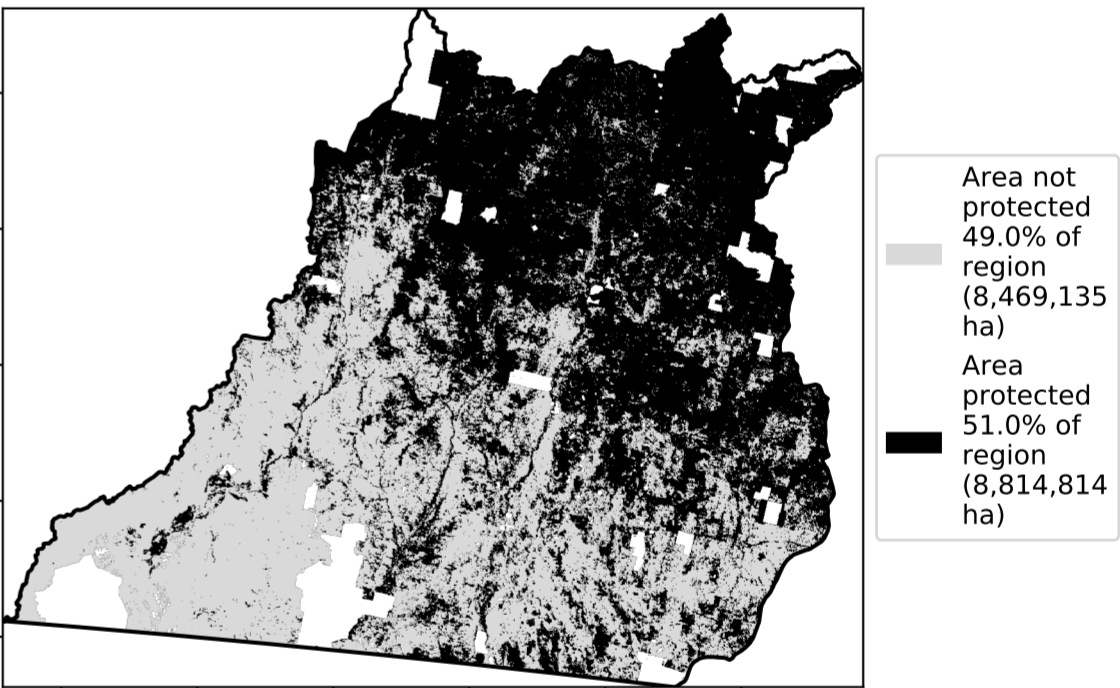 Area not
protected
49.0% of
region
(8,469,135
ha)
Area
protected
51.0% of
region
(8,814,814
ha)